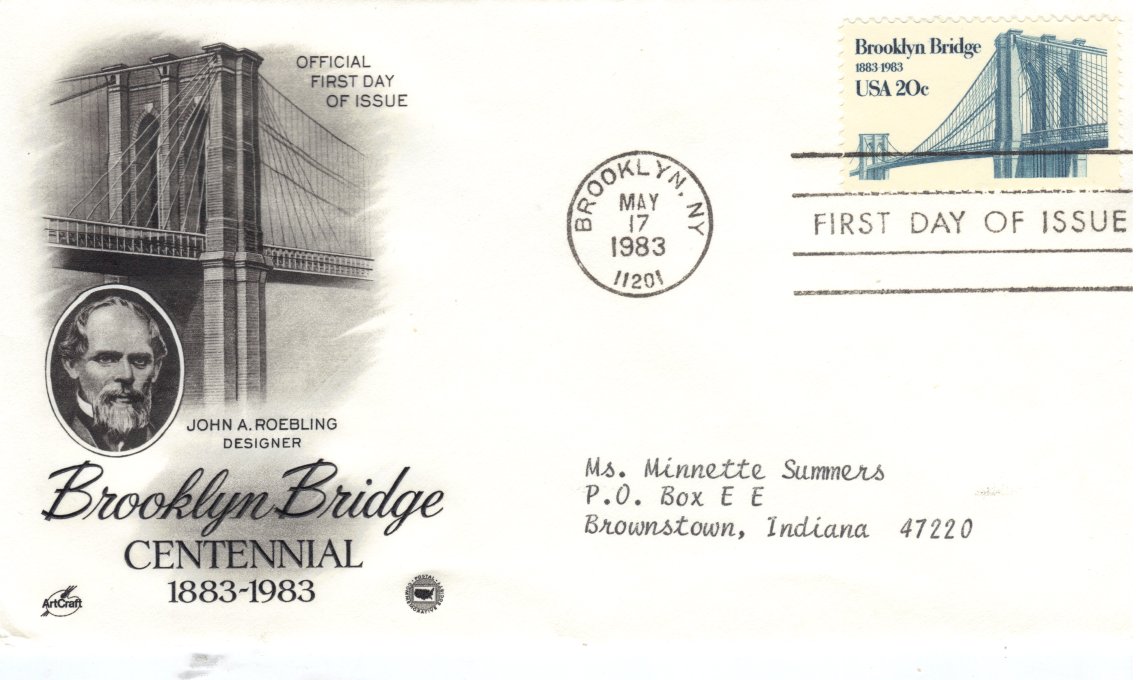 OFFICIAL
FIRST DAY
OF ISSUE
Brooklyn Bridge
1883-1983
USA 20c
BROOKLYN, NY
MAY
17
1983
11201
FIRST DAY OF ISSUE
JOHN A. ROEBLING
DESIGNER
Brooklyn Bridge
CENTENNIAL
1883-1983
Ms. Minnette Summers
P.O. Box E E
Brownstown, Indiana 47220
ArtCraft
POSTAL